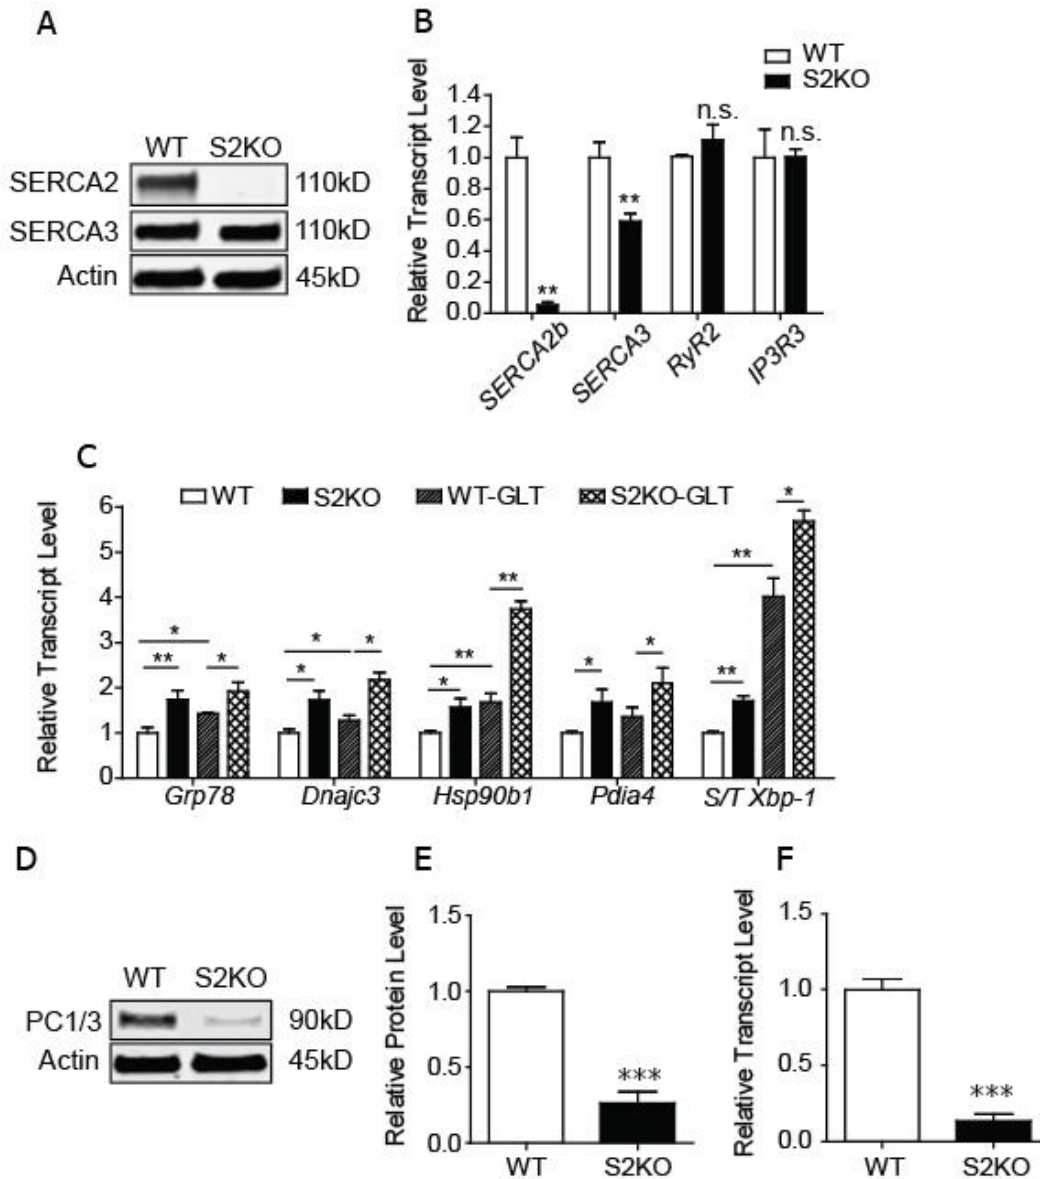 A
WT S2KO
SERCA2 110kD
SERCA3 110kD
Actin 45kD
B
WT
S2KO
Relative Transcript Level
1.4
1.2
1.0
0.8
0.6
0.4
0.2
0.0
**
**
n.s.
n.s.
SERCA2b
SERCA3
RyR2
IP3R3
C
WT S2KO WT-GLT S2KO-GLT
Relative Transcript Level
6
5
4
3
2
1
0
*
**
*
*
*
*
**
**
*
*
*
*
**
**
Grp78 Dnajc3 Hsp90b1 Pdia4 S/T Xbp-1
D
WT S2KO
PC1/3 90kD
Actin 45kD
E
Relative Protein Level
1.5
1.0
0.5
0.0
***
WT S2KO
F
Relative Transcript Level
1.5
1.0
0.5
0.0
***
WT S2KO